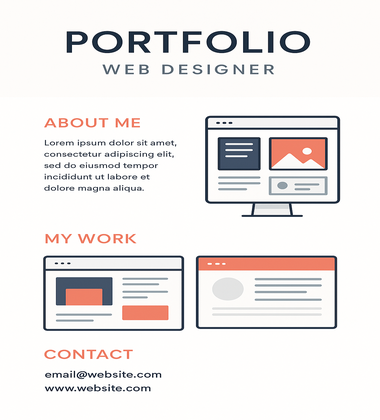 PORTFOLIO
WEB DESIGNER
ABOUT ME
Lorem ipsum dolor sit amet,
consectetur adipiscing elit,
sed do eiusmod tempor
incididunt ut labore et
dolore magna aliqua.
MY WORK
CONTACT
email@website.com
www.website.com